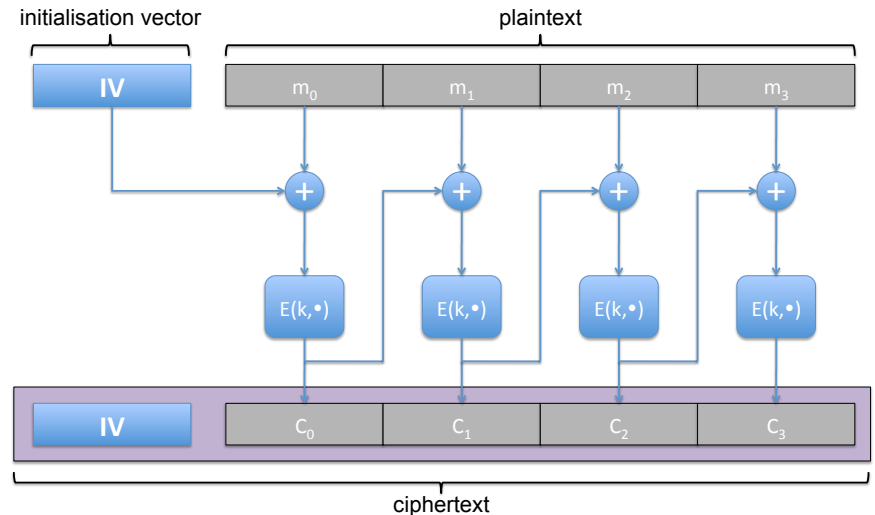 initialisation vector
plaintext
IV
m₀
m₁
m₂
m₃
+
+
+
+
E(k,•)
E(k,•)
E(k,•)
E(k,•)
IV
C₀
C₁
C₂
C₃
ciphertext